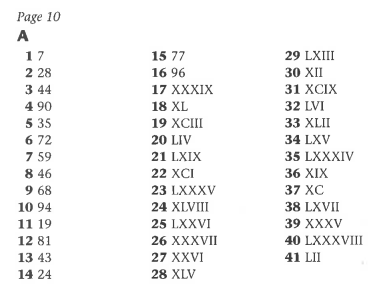 Page 10
A
1 7
2 28
3 44
4 90
5 35
6 72
7 59
8 46
9 68
10 94
11 19
12 81
13 43
14 24
15 77
16 96
17 XXXIX
18 XL
19 XCIII
20 LIV
21 LXIX
22 XCI
23 LXXXV
24 XLVIII
25 LXXVI
26 XXXVII
27 XXVI
28 XLV
29 LXIII
30 XII
31 XCIX
32 LVI
33 XLII
34 LXV
35 LXXXIV
36 XIX
37 XC
38 LXVII
39 XXXV
40 LXXXVIII
41 LII